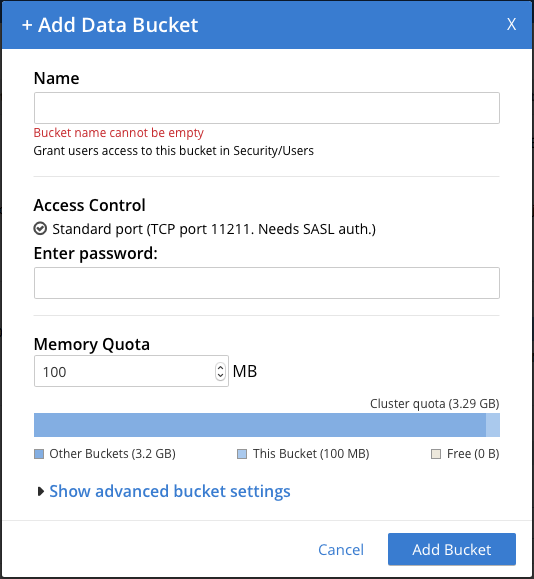 + Add Data Bucket X
Name
Bucket name cannot be empty
Grant users access to this bucket in Security/Users
Access Control
Standard port (TCP port 11211. Needs SASL auth.)
Enter password:
Memory Quota
100 MB
Cluster quota (3.29 GB)
Other Buckets (3.2 GB) This Bucket (100 MB) Free (0 B)
Show advanced bucket settings
Cancel Add Bucket